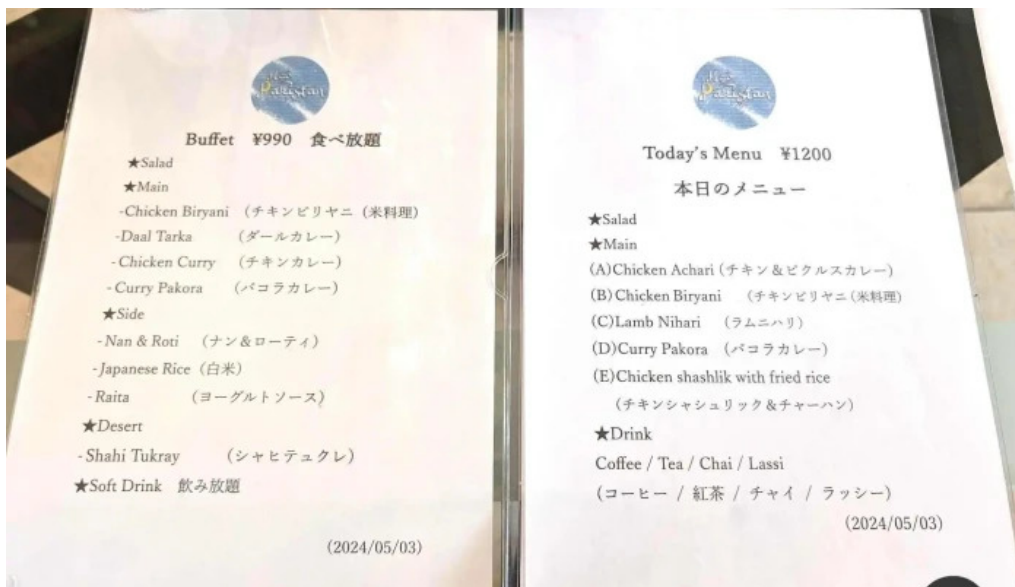 Pakistan
Buffet ¥990 食べ放題
★Salad
★Main
-Chicken Biryani (チキンビリヤニ (米料理)
-Daal Tarka (ダールカレー)
-Chicken Curry (チキンカレー)
-Curry Pakora (パコラカレー)
★Side
-Nan & Roti (ナン&ローティ)
-Japanese Rice (白米)
-Raita (ヨーグルトソース)
★Desert
-Shahi Tukray (シャヒテュクレ)
★Soft Drink 飲み放題
(2024/05/03)
Pakistan
Today's Menu ¥1200
本日のメニュー
★Salad
★Main
(A)Chicken Achari (チキン&ピクルスカレー)
(B)Chicken Biryani (チキンビリヤニ(米料理)
(C)Lamb Nihari (ラムニハリ)
(D)Curry Pakora (パコラカレー)
(E)Chicken shashlik with fried rice
(チキンシャシュリック&チャーハン)
★Drink
Coffee / Tea / Chai / Lassi
(コーヒー / 紅茶 / チャイ / ラッシー)
(2024/05/03)